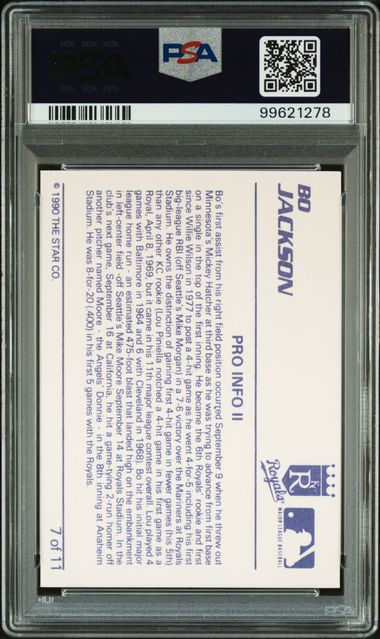 PSA
PSA
99621278
BO
JACKSON
PRO INFO II
Royals
MAJOR LEAGUE BASEBALL
Bo's first assist from his right field position occurred September 9 when he threw out
Minnesota's Mickey Hatcher at third base as he was trying to advance from first base
on a single in the top of the first inning. He became the 6th Royals' rookie and first
since Willie Wilson in 1977 to post a 4-hit game as he went 4-for-5 including his first
big-league RBI (off Seattle's Mike Morgan) in a 7-6 victory over the Mariners at Royals
Stadium. He owns the distinction of gaining first 4-hit game in fewer games (his 5th)
than any other KC rookie (Lou Piniella notched a 4-hit game in his first game as a
Royal, April 8, 1969, but it came in his 11th major league contest overall. Lou played 4
games with Baltimore in 1964 and 6 with Cleveland in 1968). Bo hit his initial major
league home run - an estimated 475-foot blast that landed high on the embankment
in left-center field -off Seattle's Mike Moore September 14 at Royals Stadium. In the
club's next game, September 16 at California, he hit a game-tying 2-run homer off
another pitcher named Moore - the Angels' Donnie - in the 8th inning at Anaheim
Stadium. He was 8-for-20 (.400) in his first 5 games with the Royals.
© 1990 THE STAR CO.
7 of 11